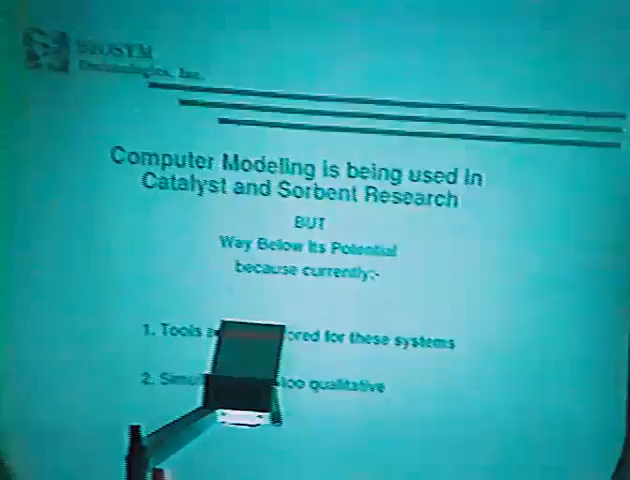 BIOSYM
Technologies, Inc.
Computer Modeling is being used in
Catalyst and Sorbent Research
BUT
Way Below Its Potential
because currently:-
1. Tools ored for these systems
2. Simu too qualitative